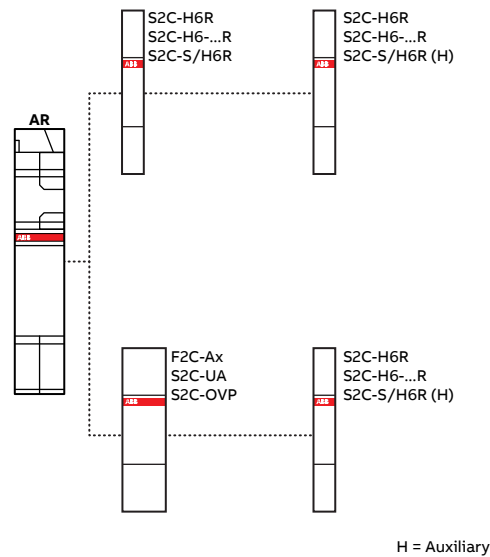 S2C-H6R
S2C-H6-...R
S2C-S/H6R
ABB
S2C-H6R
S2C-H6-...R
S2C-S/H6R (H)
ABB
AR
ABB
F2C-Ax
S2C-UA
S2C-OVP
ABB
S2C-H6R
S2C-H6-...R
S2C-S/H6R (H)
ABB
H = Auxiliary